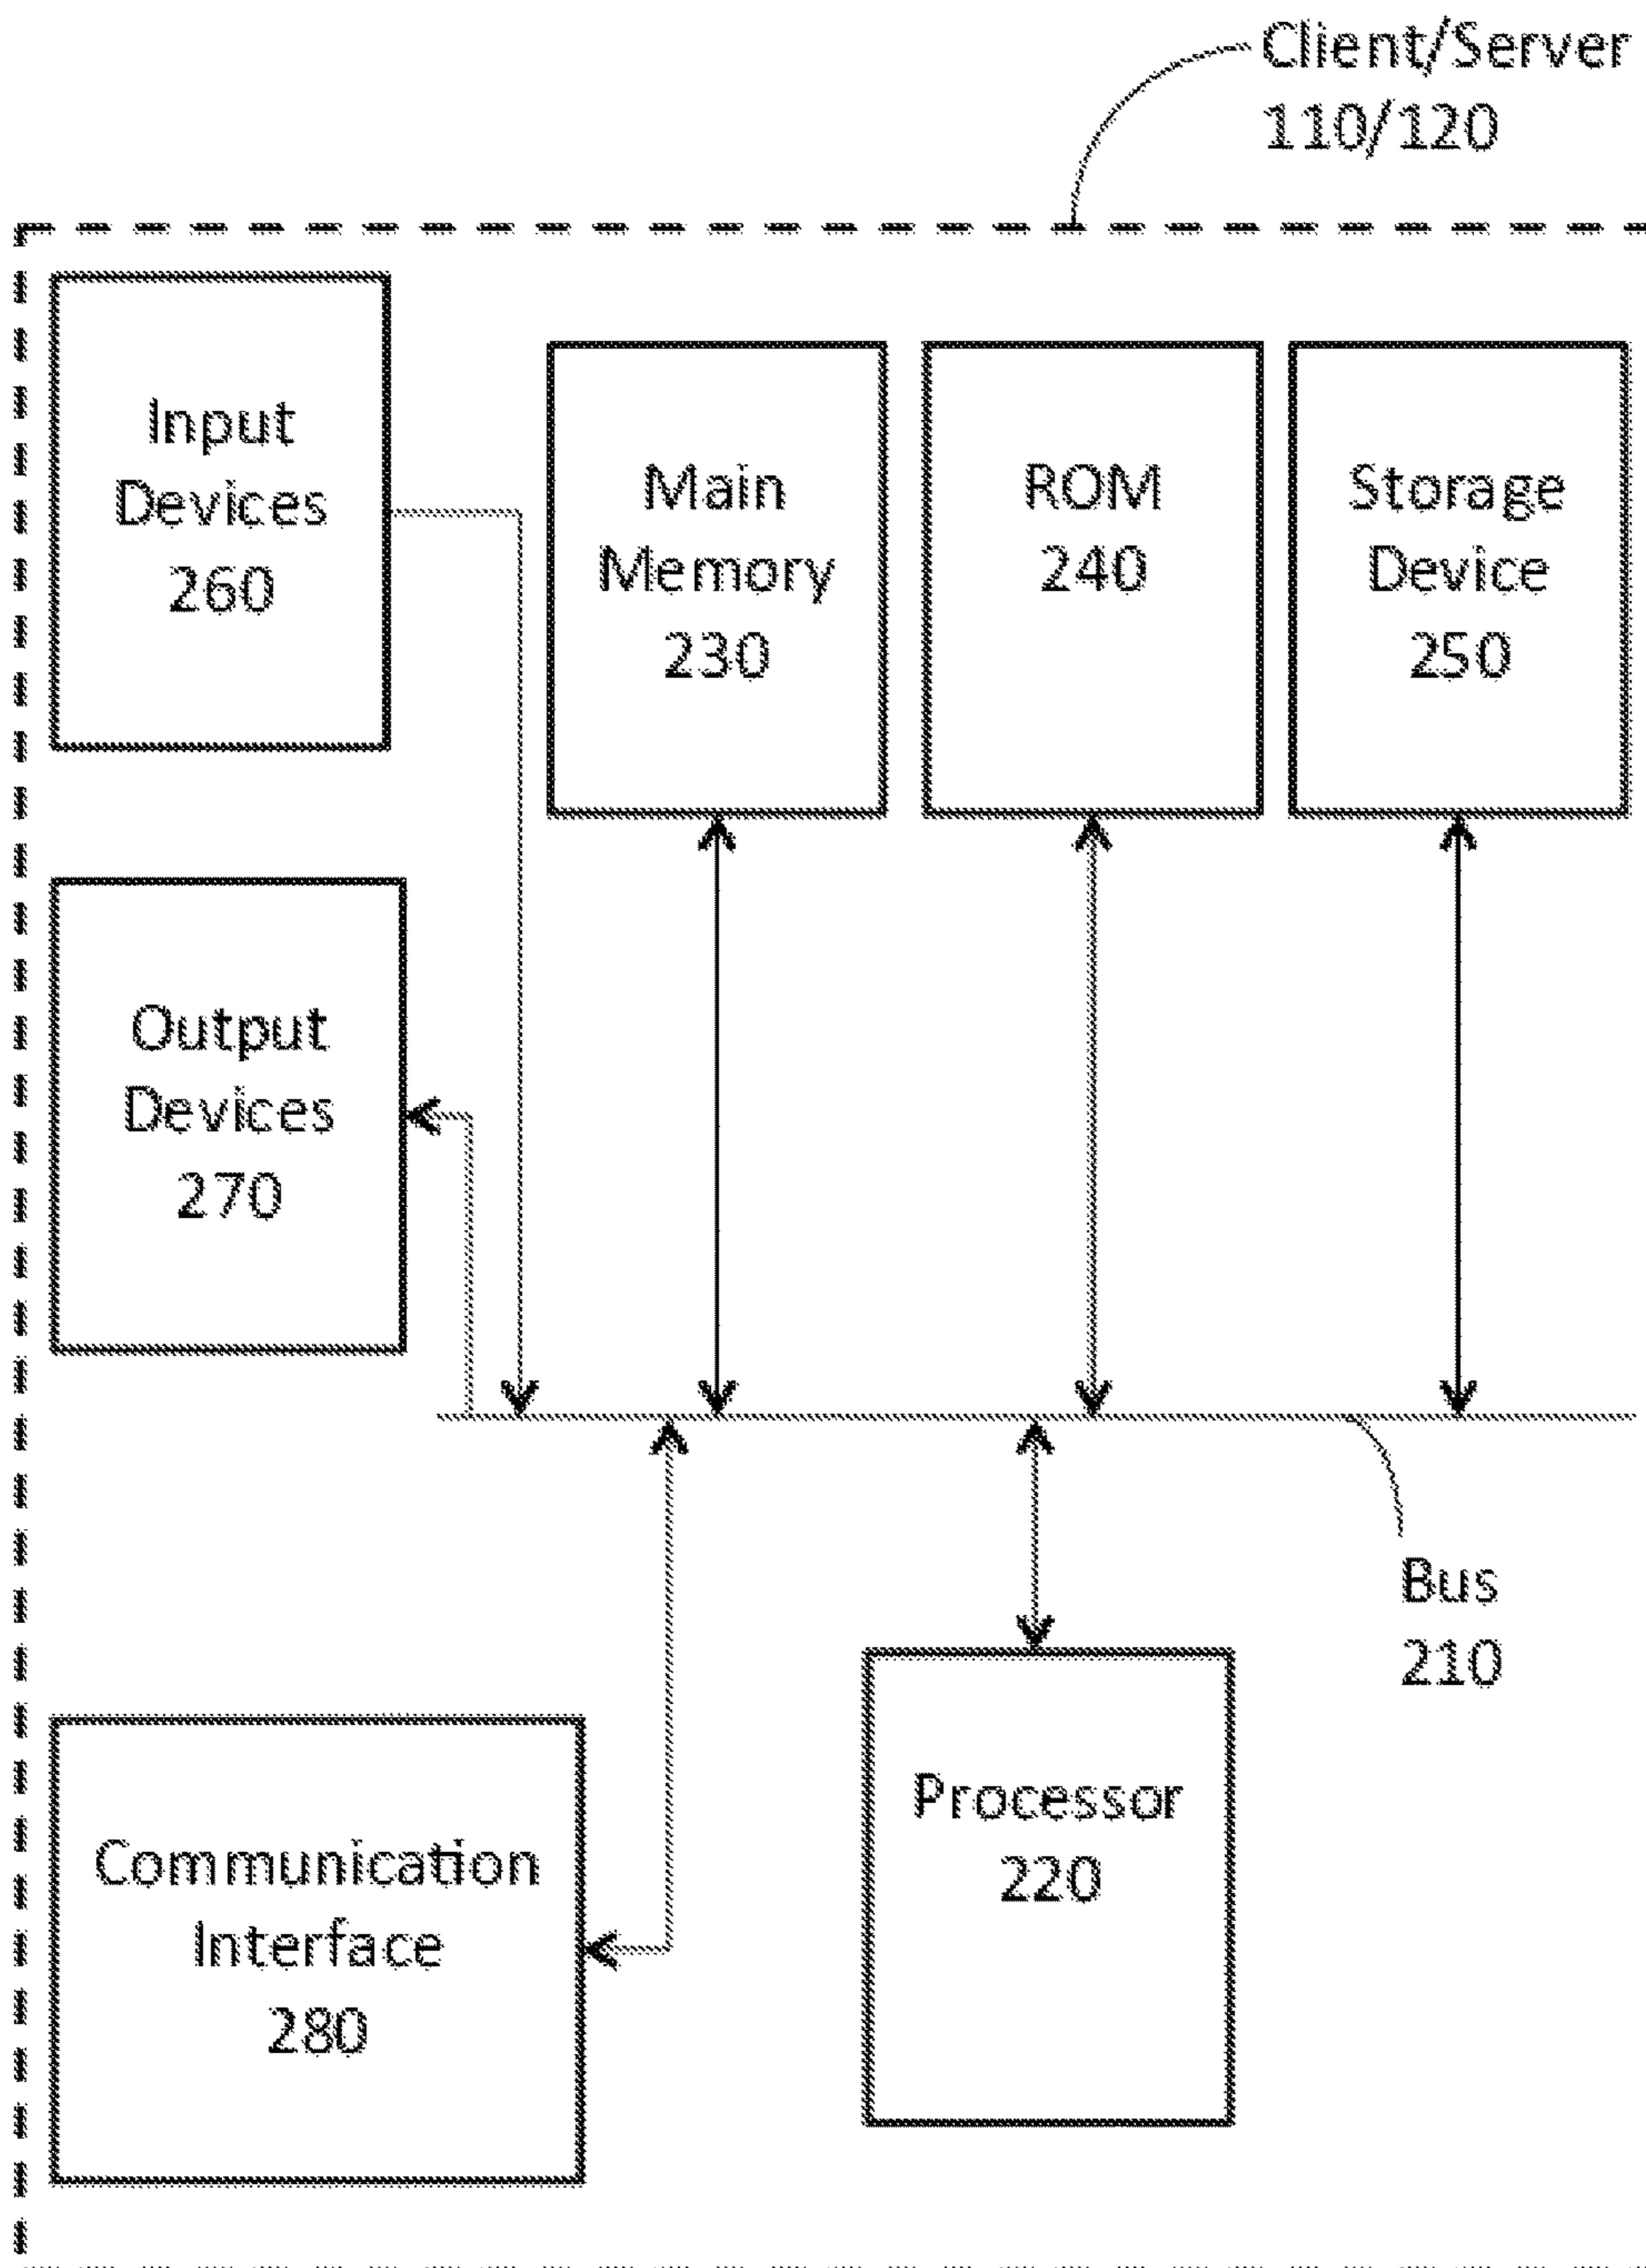 Client/Server
110/120
Input
Devices
260
Main
Memory
230
ROM
240
Storage
Device
250
Output
Devices
270
Bus
210
Processor
220
Communication
Interface
280